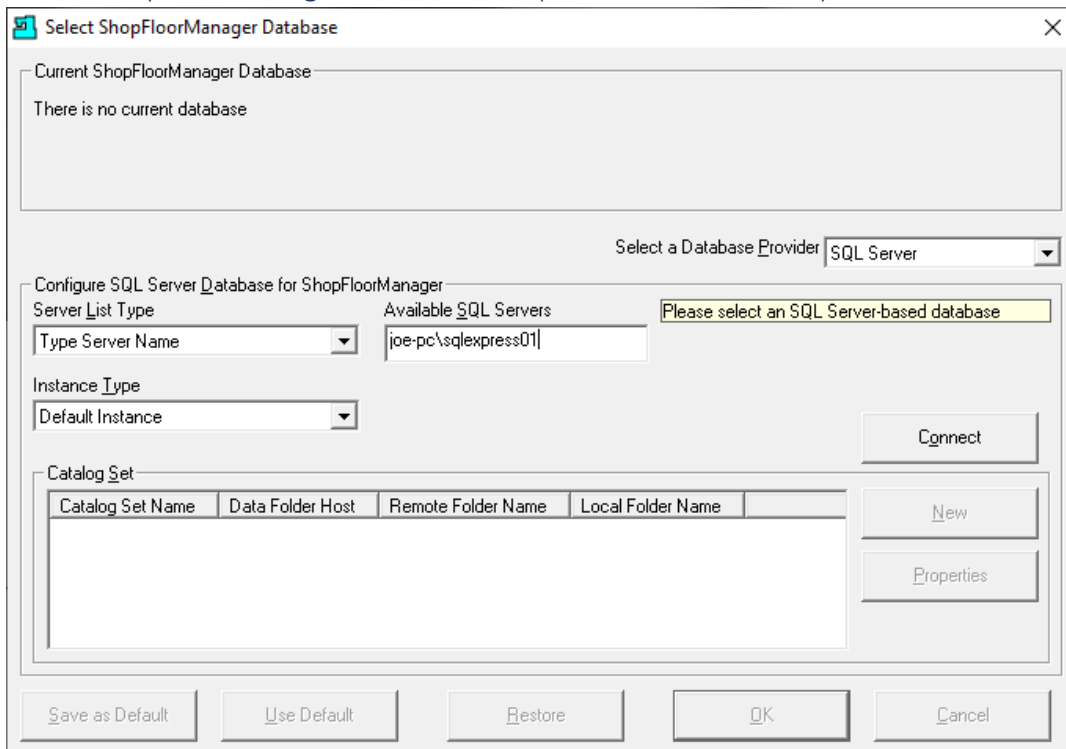 Select ShopFloorManager Database
Current ShopFloorManager Database
There is no current database
Select a Database Provider SQL Server
Configure SQL Server Database for ShopFloorManager
Server List Type Available SQL Servers Please select an SQL Server-based database
Type Server Name joe-pc\sqlexpress01
Instance Type
Default Instance
Connect
Catalog Set
Catalog Set Name Data Folder Host Remote Folder Name Local Folder Name
New
Properties
Save as Default Use Default Restore OK Cancel